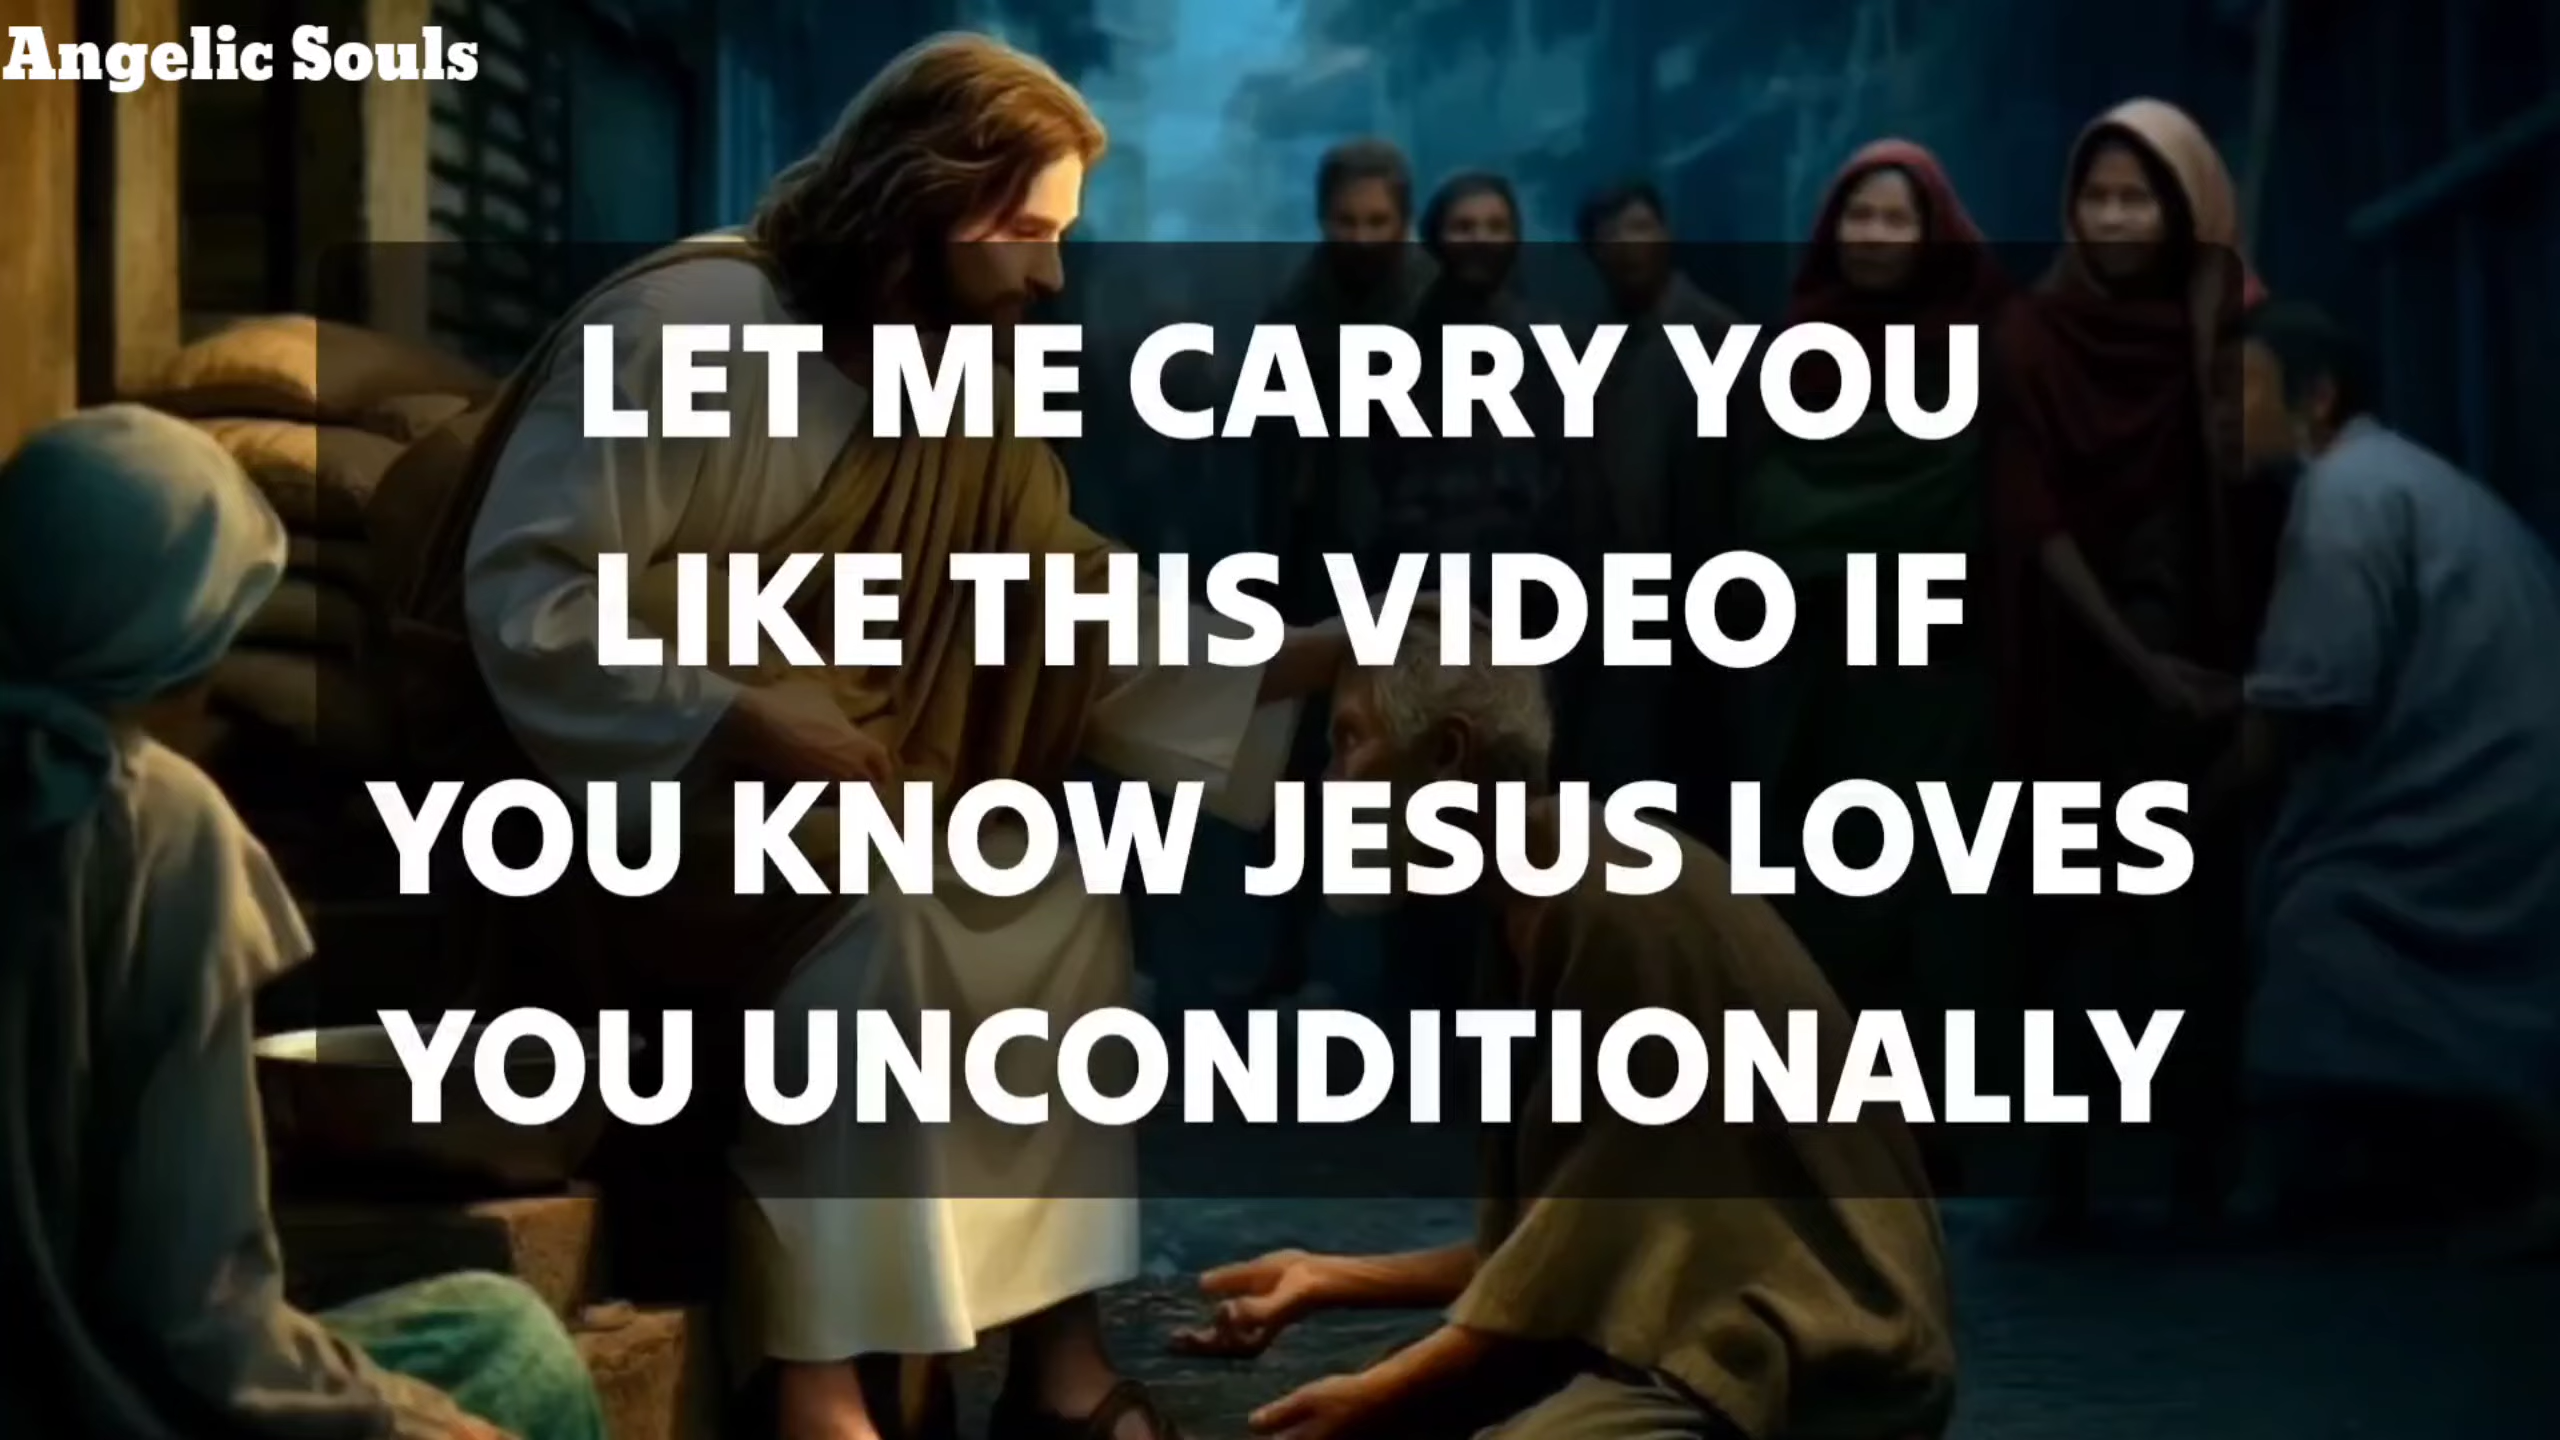 Angelic Souls
LET ME CARRY YOU
LIKE THIS VIDEO IF
YOU KNOW JESUS LOVES
YOU UNCONDITIONALLY